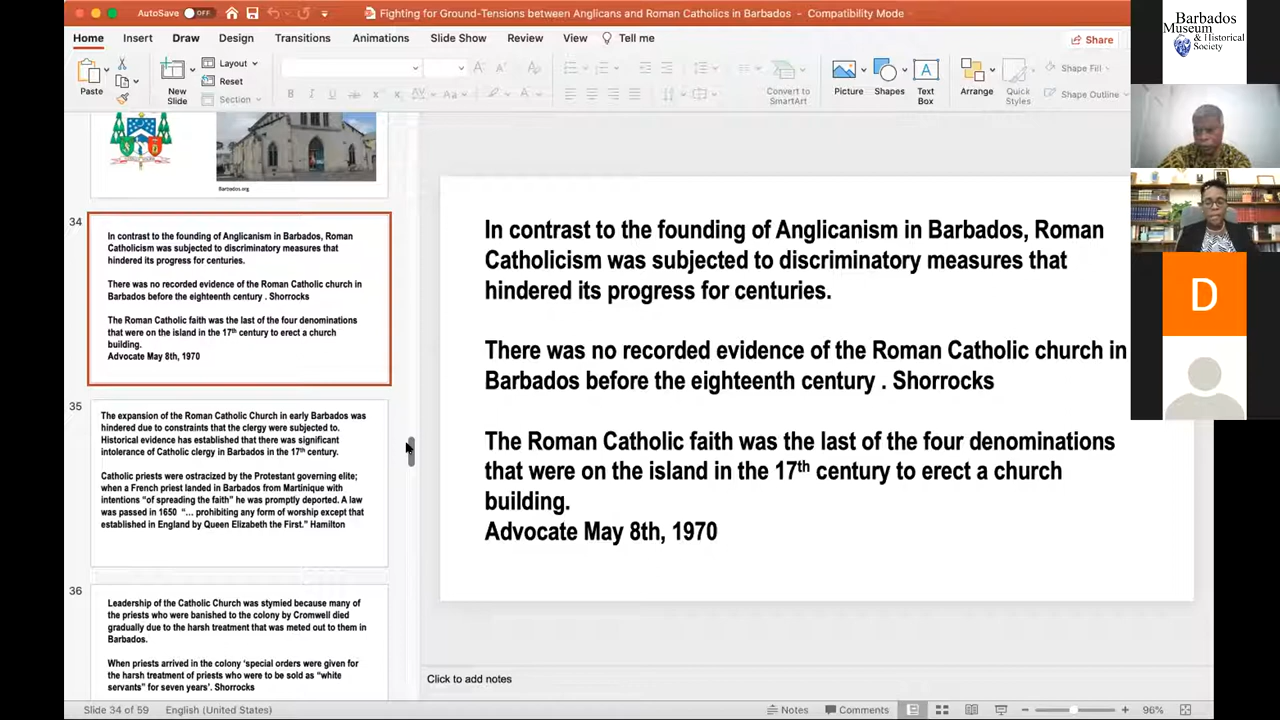 AutoSave OFF
Fighting for Ground-Tensions between Anglicans and Roman Catholics in Barbados - Compatibility Mode
Home Insert Draw Design Transitions Animations Slide Show Review View Tell me
Share
Paste
New
Slide
Layout
Reset
Section
B I U
Convert to
SmartArt
Picture
Shapes
Text
Box
Arrange
Quick
Styles
Shape Fill
Shape Outline
Barbados
Museum
& Historical
Society
D
Barbados.org
34
In contrast to the founding of Anglicanism in Barbados, Roman
Catholicism was subjected to discriminatory measures that
hindered its progress for centuries.
There was no recorded evidence of the Roman Catholic church in
Barbados before the eighteenth century . Shorrocks
The Roman Catholic faith was the last of the four denominations
that were on the island in the 17th century to erect a church
building.
Advocate May 8th, 1970
35
The expansion of the Roman Catholic Church in early Barbados was
hindered due to constraints that the clergy were subjected to.
Historical evidence has established that there was significant
intolerance of Catholic clergy in Barbados in the 17th century.
Catholic priests were ostracized by the Protestant governing elite;
when a French priest landed in Barbados from Martinique with
intentions “of spreading the faith” he was promptly deported. A law
was passed in 1650 “... prohibiting any form of worship except that
established in England by Queen Elizabeth the First.” Hamilton
36
Leadership of the Catholic Church was stymied because many of
the priests who were banished to the colony by Cromwell died
gradually due to the harsh treatment that was meted out to them in
Barbados.
When priests arrived in the colony ‘special orders were given for
the harsh treatment of priests who were to be sold as “white
servants” for seven years’. Shorrocks
In contrast to the founding of Anglicanism in Barbados, Roman
Catholicism was subjected to discriminatory measures that
hindered its progress for centuries.
There was no recorded evidence of the Roman Catholic church in
Barbados before the eighteenth century . Shorrocks
The Roman Catholic faith was the last of the four denominations
that were on the island in the 17th century to erect a church
building.
Advocate May 8th, 1970
Click to add notes
Slide 34 of 59 English (United States)
Notes Comments 96%